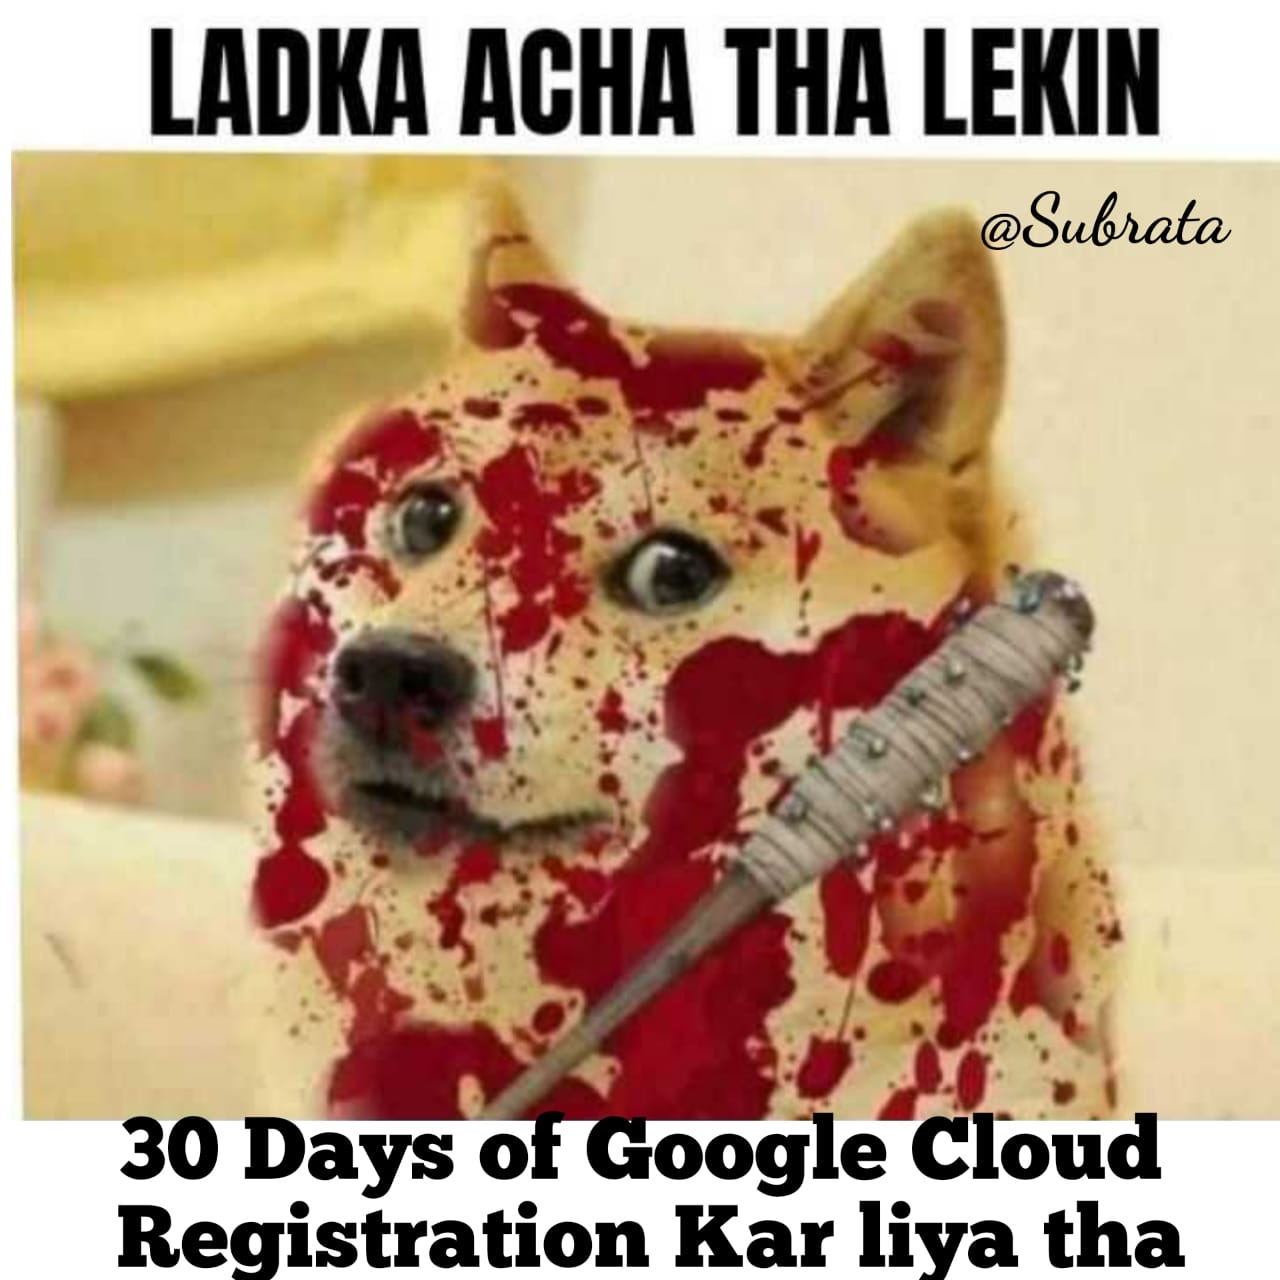 LADKA ACHA THA LEKIN
@Subrata
30 Days of Google Cloud
Registration Kar liya tha